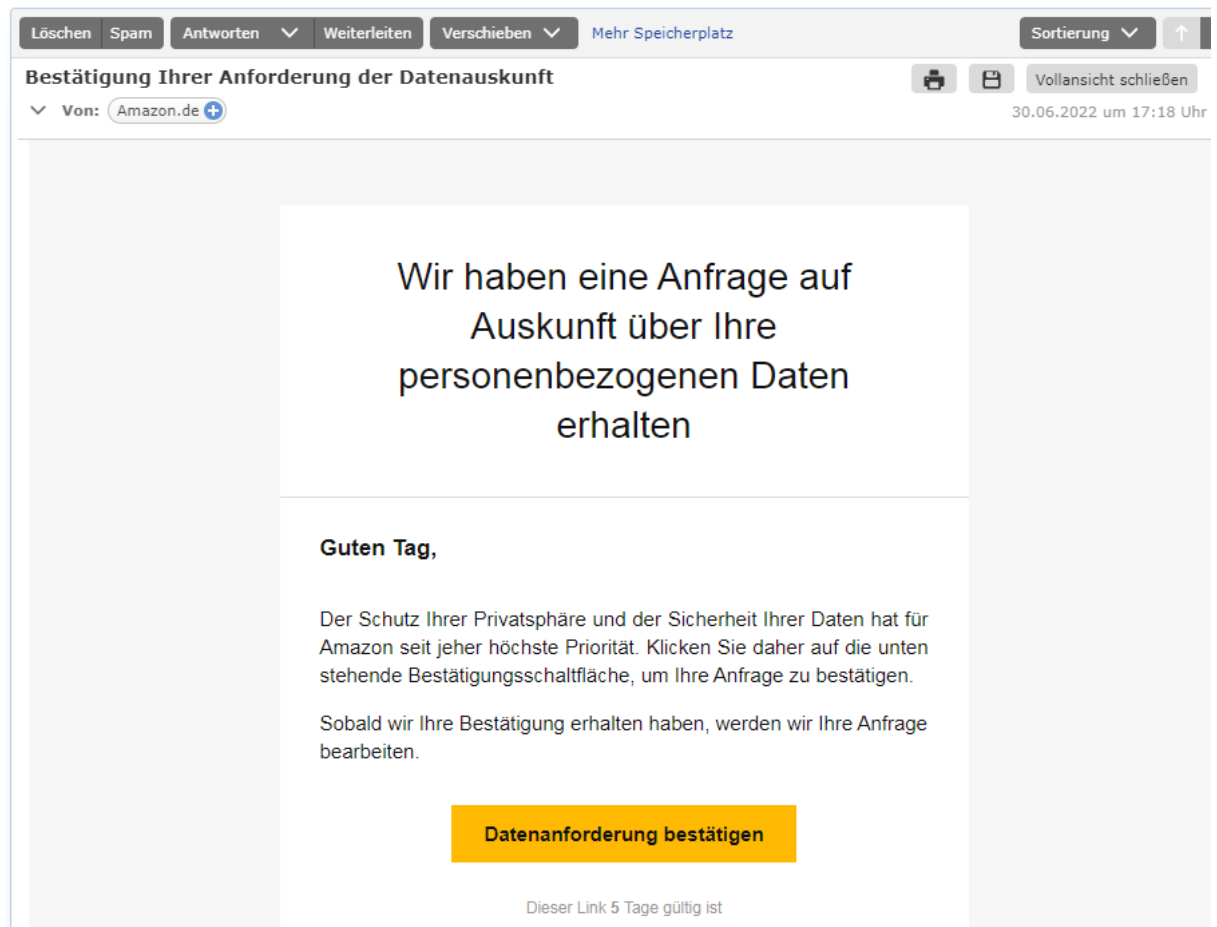 Löschen Spam Antworten Weiterleiten Verschieben Mehr Speicherplatz Sortierung
Bestätigung Ihrer Anforderung der Datenauskunft Vollansicht schließen
Von: Amazon.de 30.06.2022 um 17:18 Uhr
Wir haben eine Anfrage auf
Auskunft über Ihre
personenbezogenen Daten
erhalten
Guten Tag,
Der Schutz Ihrer Privatsphäre und der Sicherheit Ihrer Daten hat für
Amazon seit jeher höchste Priorität. Klicken Sie daher auf die unten
stehende Bestätigungsschaltfläche, um Ihre Anfrage zu bestätigen.
Sobald wir Ihre Bestätigung erhalten haben, werden wir Ihre Anfrage
bearbeiten.
Datenanforderung bestätigen
Dieser Link 5 Tage gültig ist